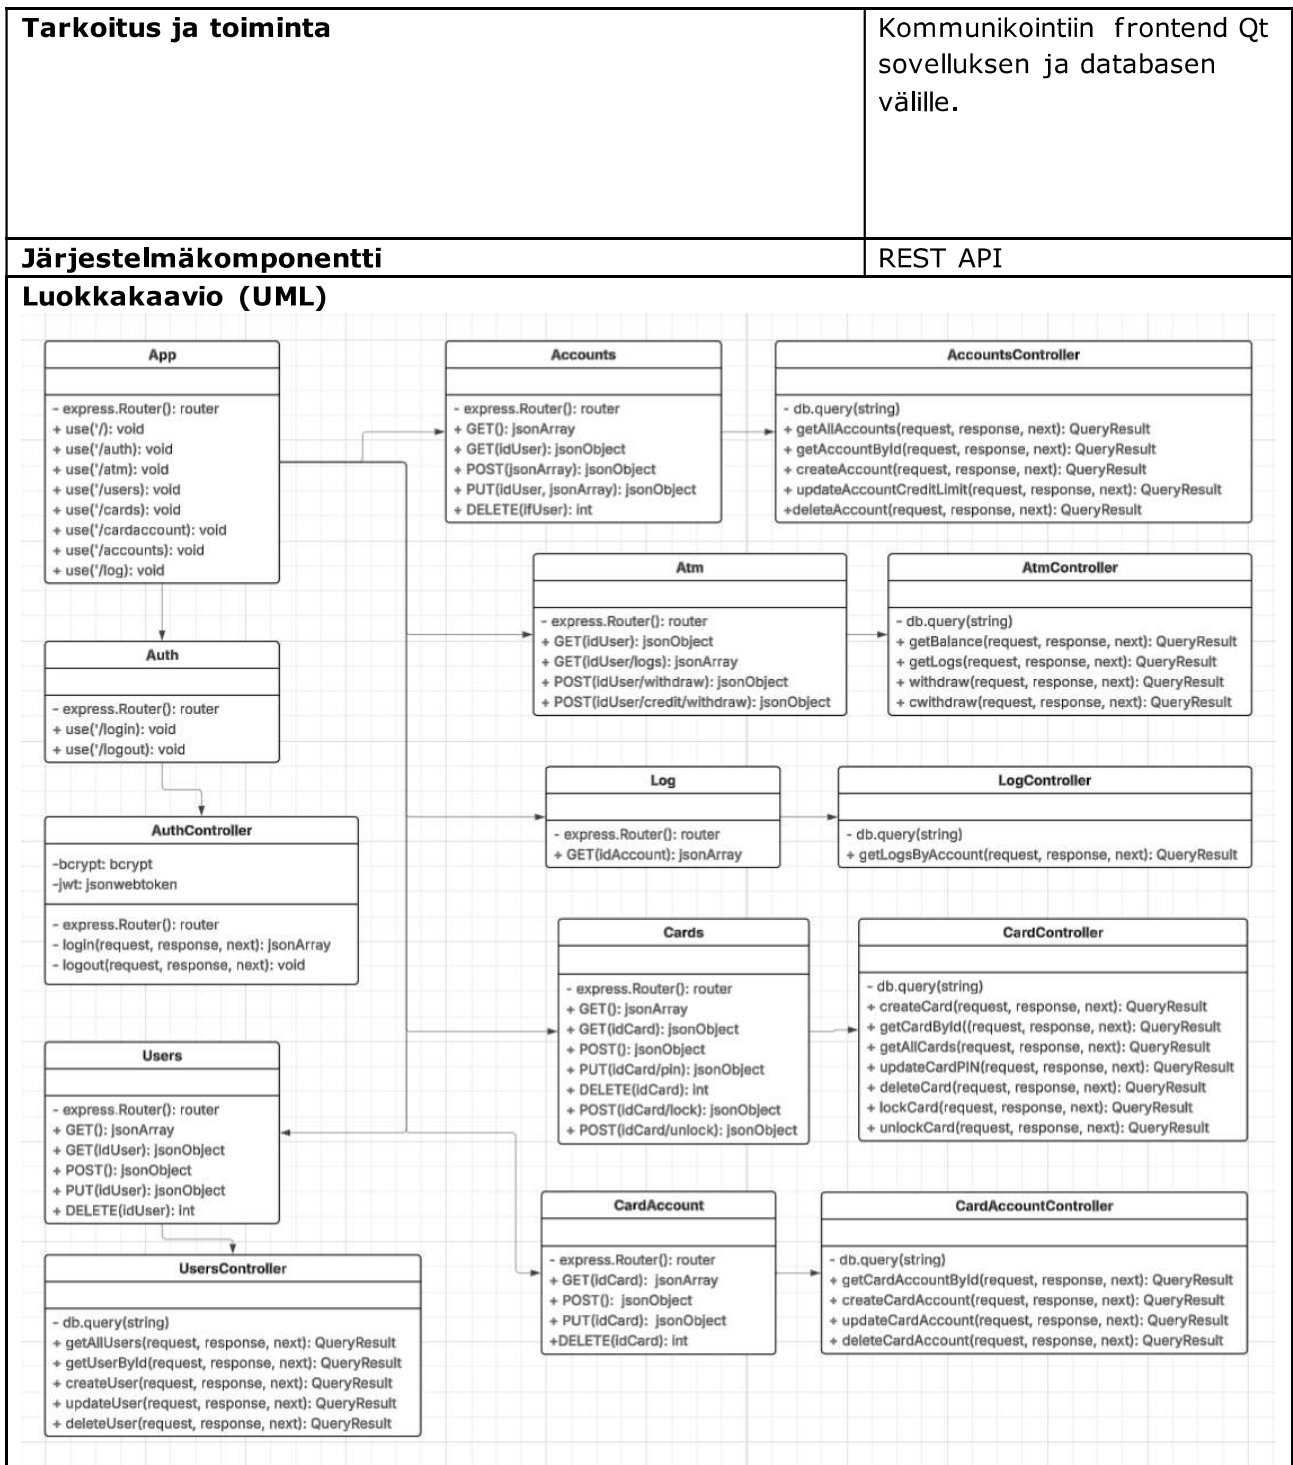 Tarkoitus ja toiminta
Kommunikointiin frontend Qt
sovelluksen ja databasen
välille.
Järjestelmäkomponentti
REST API
Luokkakaavio (UML)
App
- express.Router(): router
+ use('/): void
+ use('/auth): void
+ use('/atm): void
+ use('/users): void
+ use('/cards): void
+ use('/cardaccount): void
+ use('/accounts): void
+ use('/log): void
Accounts
- express.Router(): router
+ GET(): jsonArray
+ GET(idUser): jsonObject
+ POST(jsonArray): jsonObject
+ PUT(idUser, jsonArray): jsonObject
+ DELETE(ifUser): int
AccountsController
- db.query(string)
+ getAllAccounts(request, response, next): QueryResult
+ getAccountById(request, response, next): QueryResult
+ createAccount(request, response, next): QueryResult
+ updateAccountCreditLimit(request, response, next): QueryResult
+deleteAccount(request, response, next): QueryResult
Atm
- express.Router(): router
+ GET(idUser): jsonObject
+ GET(idUser/logs): jsonArray
+ POST(idUser/withdraw): jsonObject
+ POST(idUser/credit/withdraw): jsonObject
AtmController
- db.query(string)
+ getBalance(request, response, next): QueryResult
+ getLogs(request, response, next): QueryResult
+ withdraw(request, response, next): QueryResult
+ cwithdraw(request, response, next): QueryResult
Auth
- express.Router(): router
+ use('/login): void
+ use('/logout): void
Log
- express.Router(): router
+ GET(idAccount): jsonArray
LogController
- db.query(string)
+ getLogsByAccount(request, response, next): QueryResult
AuthController
-bcrypt: bcrypt
-jwt: jsonwebtoken
- express.Router(): router
- login(request, response, next): jsonArray
- logout(request, response, next): void
Cards
- express.Router(): router
+ GET(): jsonArray
+ GET(idCard): jsonObject
+ POST(): jsonObject
+ PUT(idCard/pin): jsonObject
+ DELETE(idCard): int
+ POST(idCard/lock): jsonObject
+ POST(idCard/unlock): jsonObject
CardController
- db.query(string)
+ createCard(request, response, next): QueryResult
+ getCardById((request, response, next): QueryResult
+ getAllCards(request, response, next): QueryResult
+ updateCardPIN(request, response, next): QueryResult
+ deleteCard(request, response, next): QueryResult
+ lockCard(request, response, next): QueryResult
+ unlockCard(request, response, next): QueryResult
Users
- express.Router(): router
+ GET(): jsonArray
+ GET(idUser): jsonObject
+ POST(): jsonObject
+ PUT(idUser): jsonObject
+ DELETE(idUser): int
CardAccount
- express.Router(): router
+ GET(idCard): jsonArray
+ POST(): jsonObject
+ PUT(idCard): jsonObject
+DELETE(idCard): int
CardAccountController
- db.query(string)
+ getCardAccountById(request, response, next): QueryResult
+ createCardAccount(request, response, next): QueryResult
+ updateCardAccount(request, response, next): QueryResult
+ deleteCardAccount(request, response, next): QueryResult
UsersController
- db.query(string)
+ getAllUsers(request, response, next): QueryResult
+ getUserById(request, response, next): QueryResult
+ createUser(request, response, next): QueryResult
+ updateUser(request, response, next): QueryResult
+ deleteUser(request, response, next): QueryResult